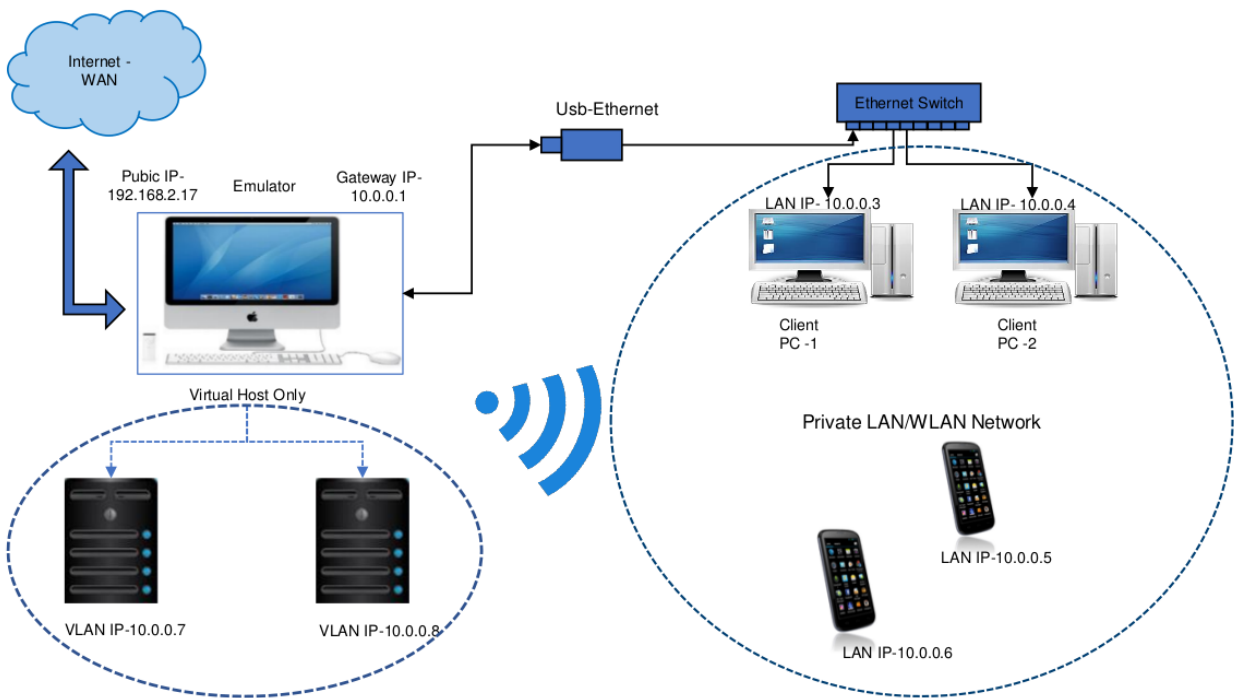 Internet -
WAN
Usb-Ethernet
Ethernet Switch
Pubic IP-
192.168.2.17
Emulator
Gateway IP-
10.0.0.1
LAN IP- 10.0.0.3
LAN IP- 10.0.0.4
Client
PC -1
Client
PC -2
Virtual Host Only
Private LAN/WLAN Network
LAN IP-10.0.0.5
VLAN IP-10.0.0.7
VLAN IP-10.0.0.8
LAN IP-10.0.0.6